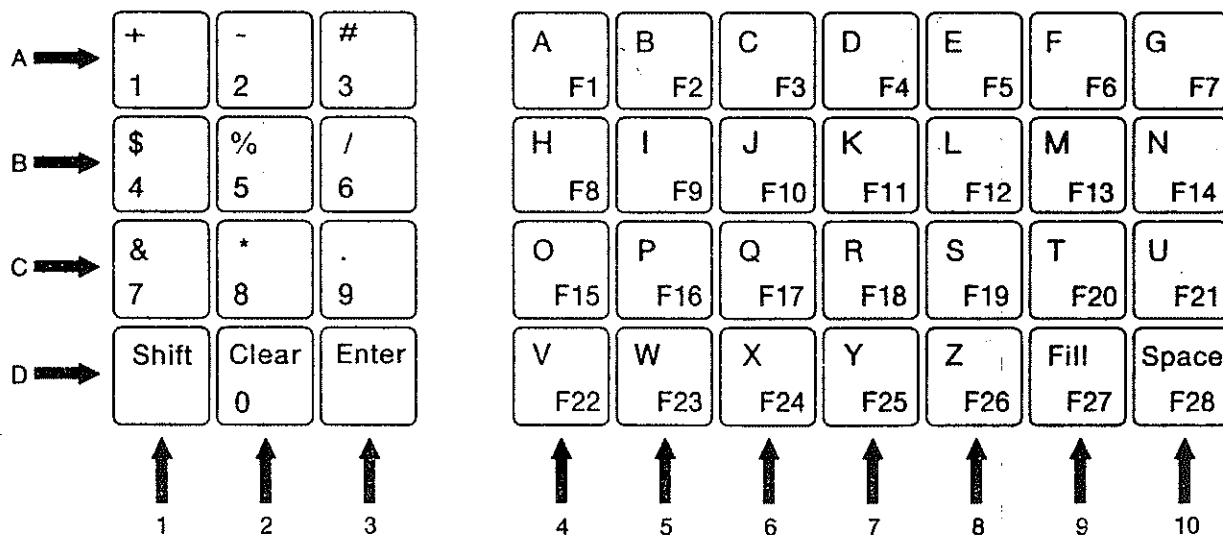 + - # A B C D E F G
A 1 2 3 F1 F2 F3 F4 F5 F6 F7
$ % / H I J K L M N
B 4 5 6 F8 F9 F10 F11 F12 F13 F14
& * . O P Q R S T U
C 7 8 9 F15 F16 F17 F18 F19 F20 F21
Shift Clear Enter V W X Y Z Fill Space
D 0 F22 F23 F24 F25 F26 F27 F28
1 2 3 4 5 6 7 8 9 10